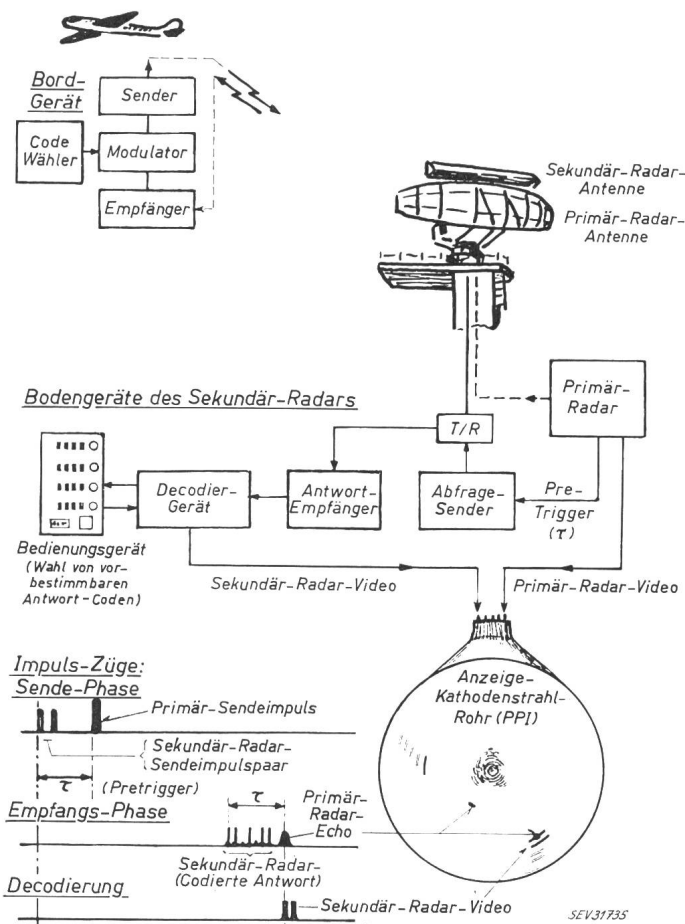 Bord-
Gerät
Sender
Code
Wähler
Modulator
Empfänger
Sekundär-Radar-
Antenne
Primär-Radar-
Antenne
Bodengeräte des Sekundär-Radars
Primär-
Radar
T/R
Decodier-
Gerät
Antwort-
Empfänger
Abfrage-
Sender
Pre-
Trigger
(τ)
Bedienungsgerät
(Wahl von vor-
bestimmbaren
Antwort-Coden)
Sekundär-Radar-Video
Primär-Radar-Video
Impuls-Züge:
Sende-Phase
Primär-Sendeimpuls
Sekundär-Radar-
Sendeimpulspaar
τ
(Pretrigger)
Anzeige-
Kathodenstrahl-
Rohr (PPI)
Empfangs-Phase
τ
Primär-
Radar-
Echo
Sekundär-Radar-
(Codierte Antwort)
Decodierung
Sekundär-Radar-Video
SEV31735